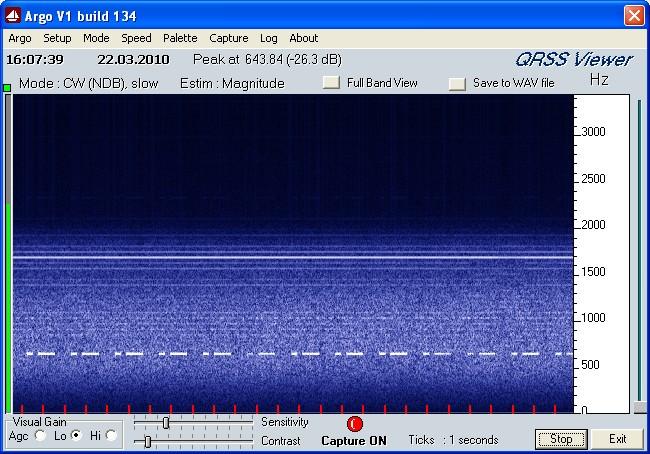 Argo V1 build 134
Argo Setup Mode Speed Palette Capture Log About
16:07:39 22.03.2010 Peak at 643.84 (-26.3 dB) QRSS Viewer
Mode : CW (NDB), slow Estim : Magnitude Full Band View Save to WAV file Hz
3000
2500
2000
1500
1000
500
0
Visual Gain Sensitivity
Agc Lo Hi Contrast Capture ON Ticks : 1 seconds Stop Exit